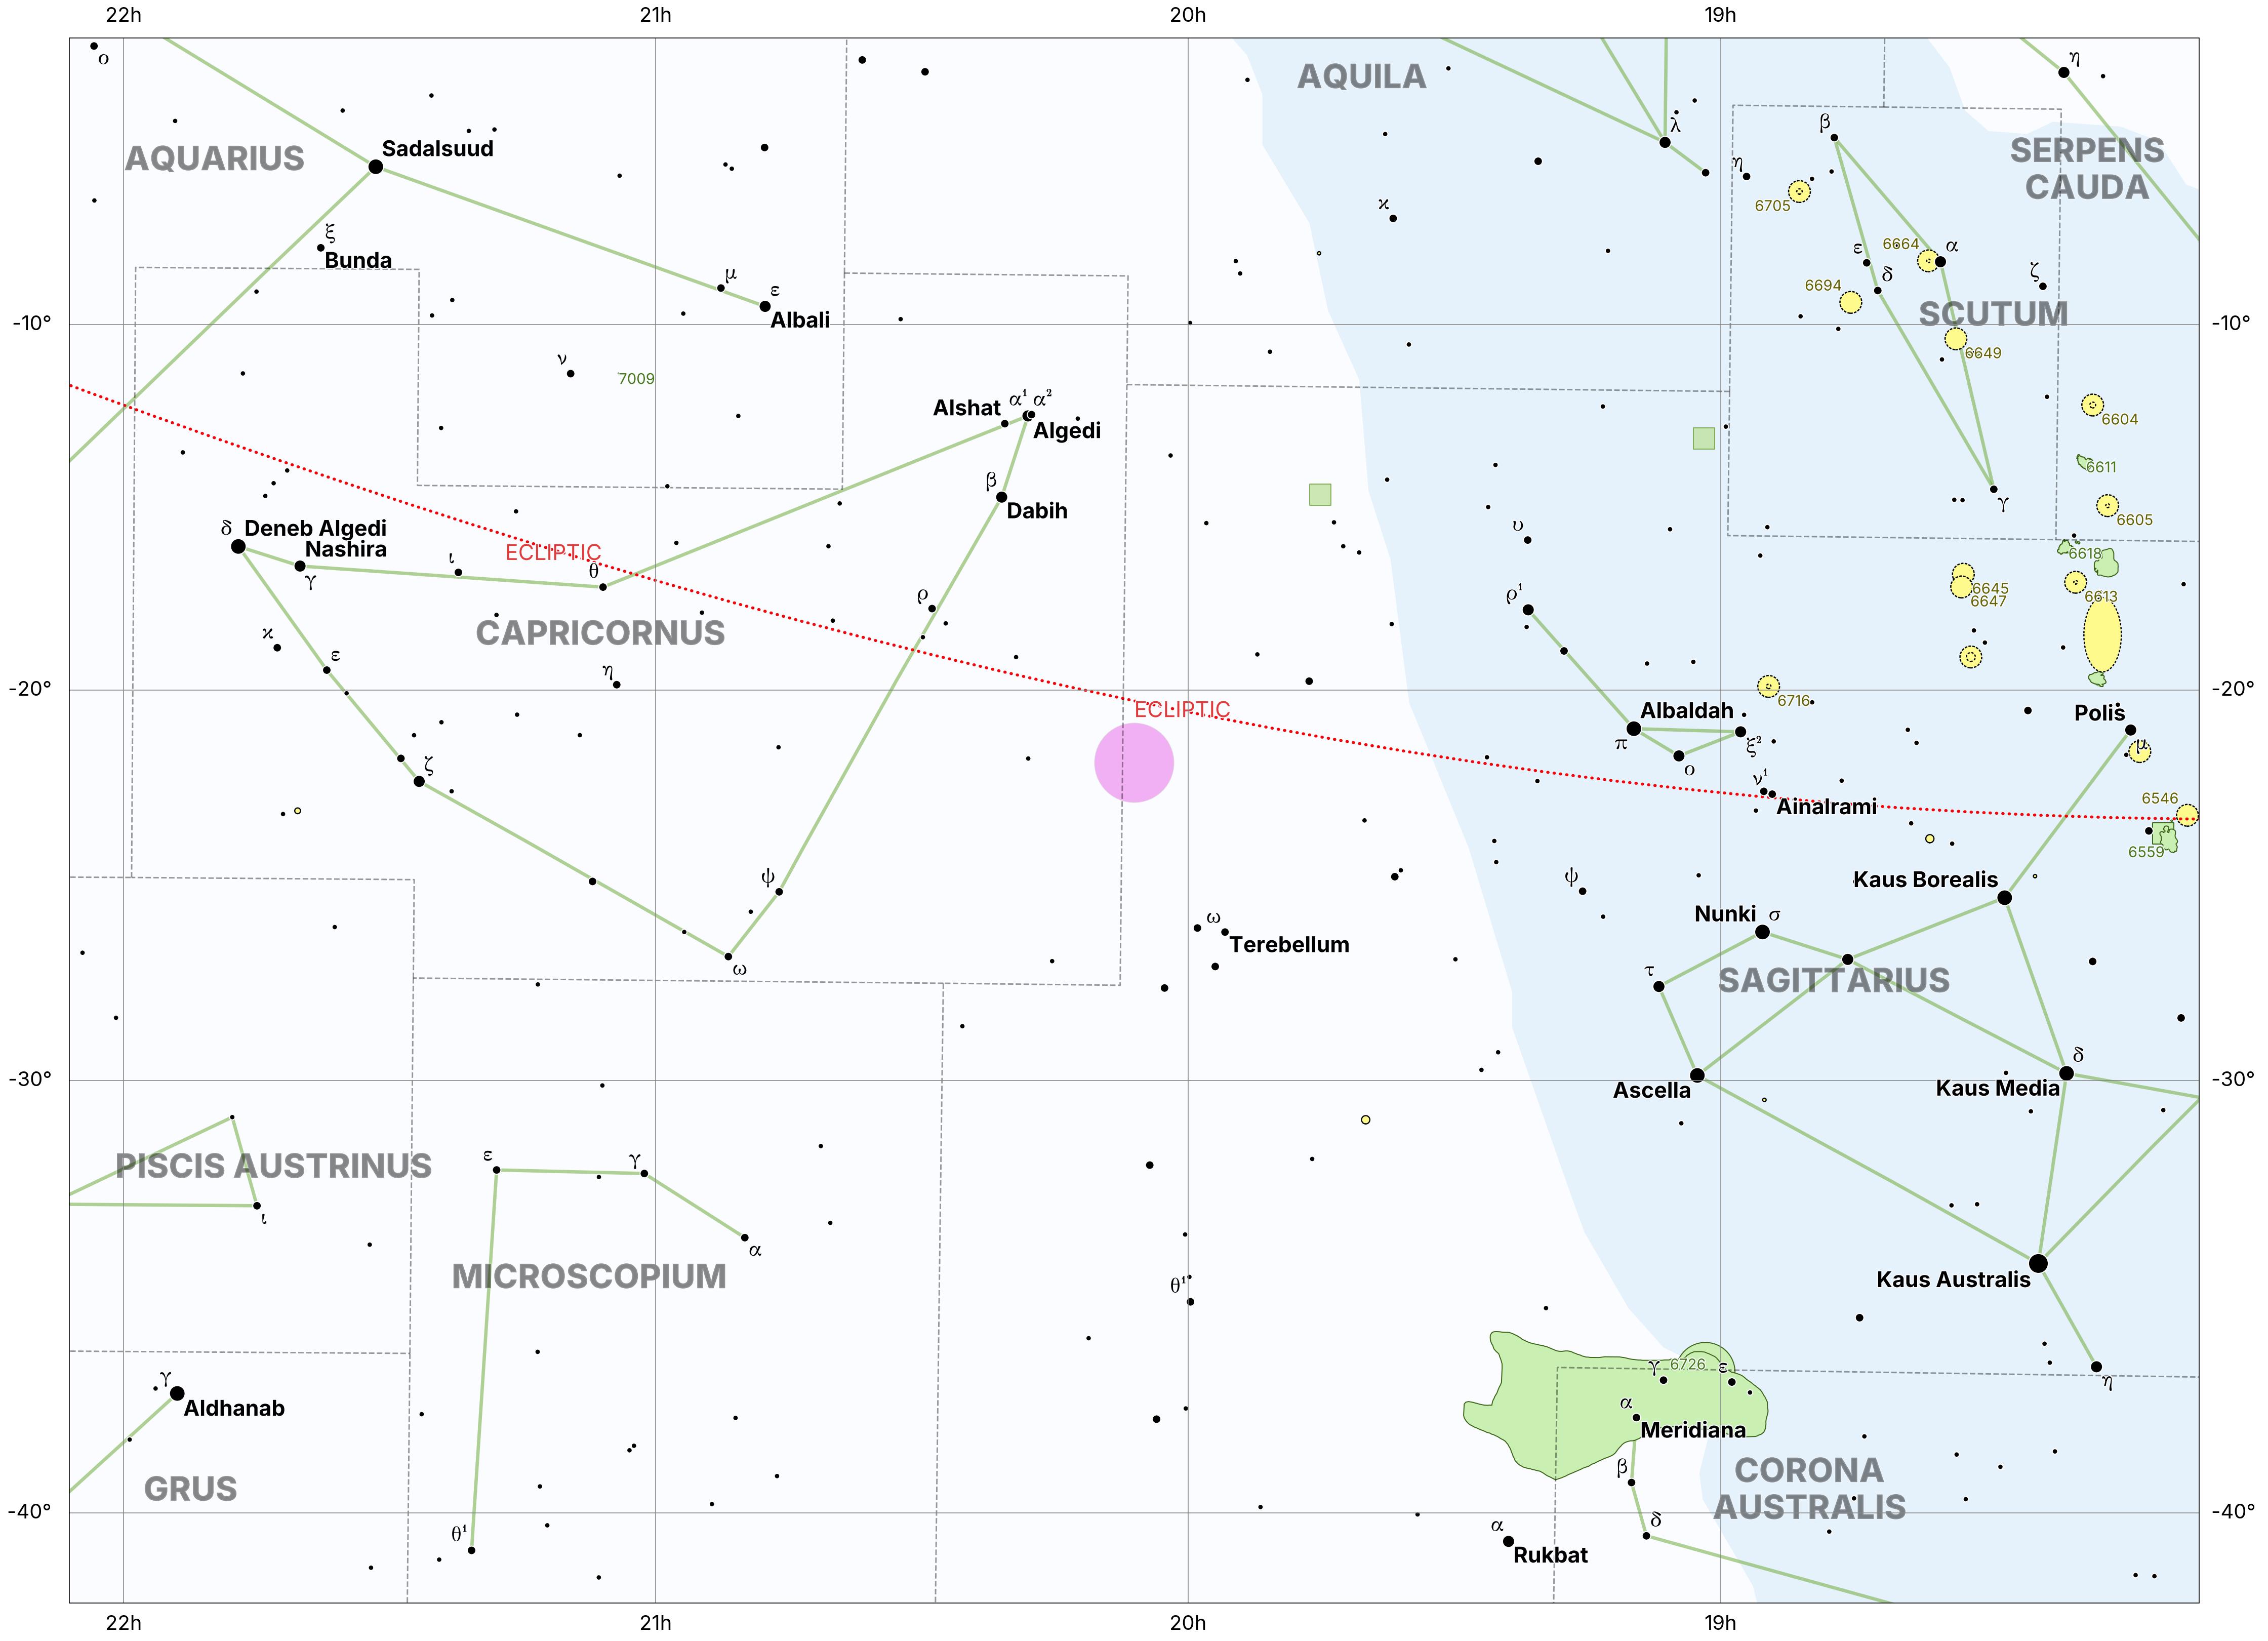 22h
21h
20h
19h
ο
AQUILA
η
λ
β
AQUARIUS
Sadalsuud
SERPENS
CAUDA
η
6705
ϰ
ξ
Bunda
ε
6664
α
μ
ε
Albali
δ
ζ
6694
SCUTUM
-10°
-10°
6649
ν
7009
Alshat
α¹
α²
Algedi
6604
6611
β
Dabih
γ
6605
δ
Deneb Algedi
Nashira
γ
ι
ECLIPTIC
θ
υ
6618
6645
6647
6613
ρ
ρ¹
CAPRICORNUS
ϰ
ε
η
-20°
-20°
6716
ECLIPTIC
Albaldah
π
ο
ξ²
Polis
μ
ζ
ν¹
Ainalrami
6546
6559
ψ
ψ
Kaus Borealis
ω
Terebellum
Nunki
σ
ω
τ
SAGITTARIUS
-30°
-30°
Ascella
δ
Kaus Media
PISCIS AUSTRINUS
ι
ε
γ
α
MICROSCOPIUM
θ¹
Kaus Australis
γ
6726
ε
η
γ
Aldhanab
α
Meridiana
GRUS
β
CORONA
AUSTRALIS
-40°
-40°
θ¹
α
Rukbat
δ
22h
21h
20h
19h